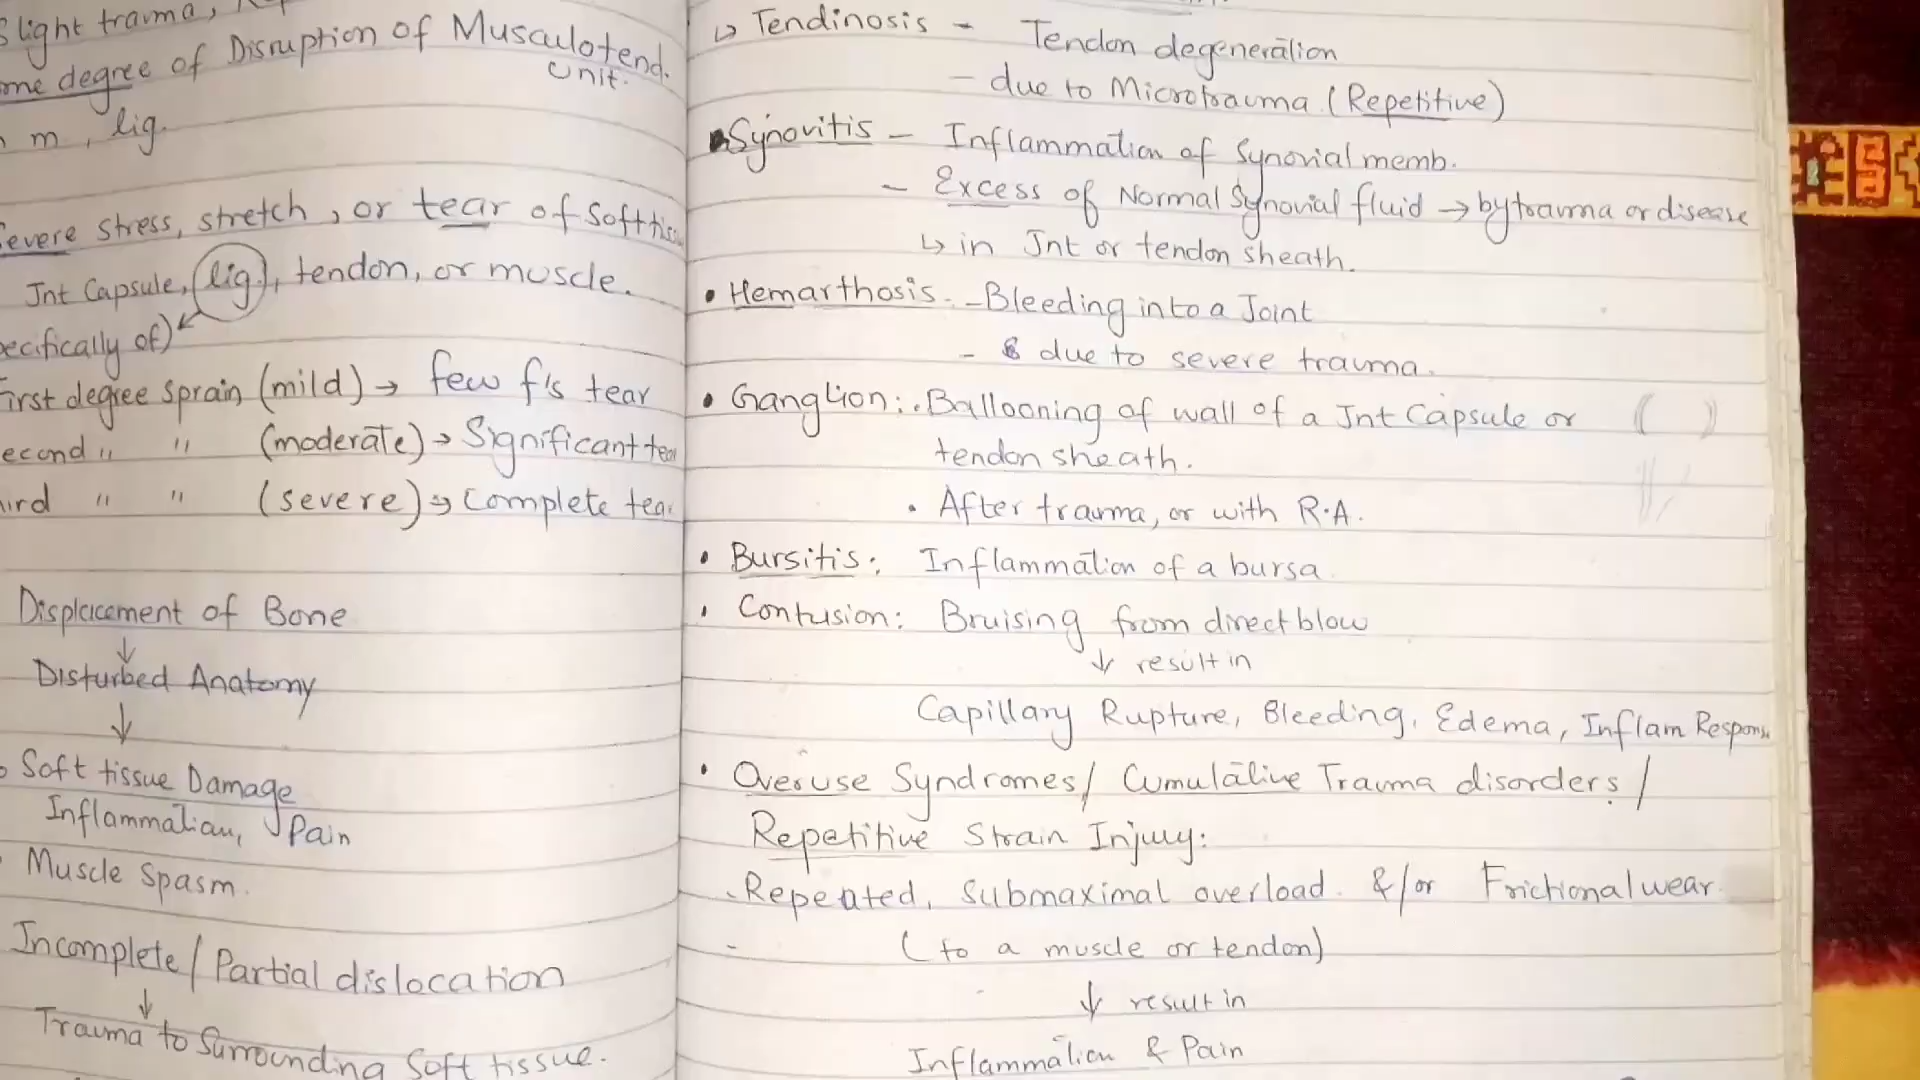 Slight trauma,
me degree of Disruption of Musculotend.
Unit.
m, lig.
Severe stress, stretch, or tear of Soft tiss
Jnt Capsule, (lig.), tendon, or muscle.
ecifically of)
First degree sprain (mild) → few f's tear
econd " " (moderate) → Significant tear
ird " " (severe) → Complete tear
Displacement of Bone
↓
Disturbed Anatomy
↓
Soft tissue Damage
Inflammation, Pain
Muscle Spasm.
Incomplete / Partial dislocation
↓
Trauma to Surrounding Soft tissue.
↳ Tendinosis - Tendon degeneration
- due to Microtrauma (Repetitive)
Synovitis - Inflammation of Synovial memb.
- Excess of Normal Synovial fluid → by trauma or disease
↳ in Jnt or tendon sheath.
• Hemarthosis. - Bleeding into a Joint
- due to severe trauma.
• Ganglion: . Ballooning of wall of a Jnt Capsule or
tendon sheath.
• After trauma, or with R.A.
• Bursitis: Inflammation of a bursa.
• Contusion: Bruising from direct blow
↓ result in
Capillary Rupture, Bleeding, Edema, Inflam Respons
• Overuse Syndromes / Cumulative Trauma disorders /
Repetitive Strain Injury:
- Repeated, submaximal overload &/or Frictional wear
- (to a muscle or tendon)
↓ result in
Inflammation & Pain